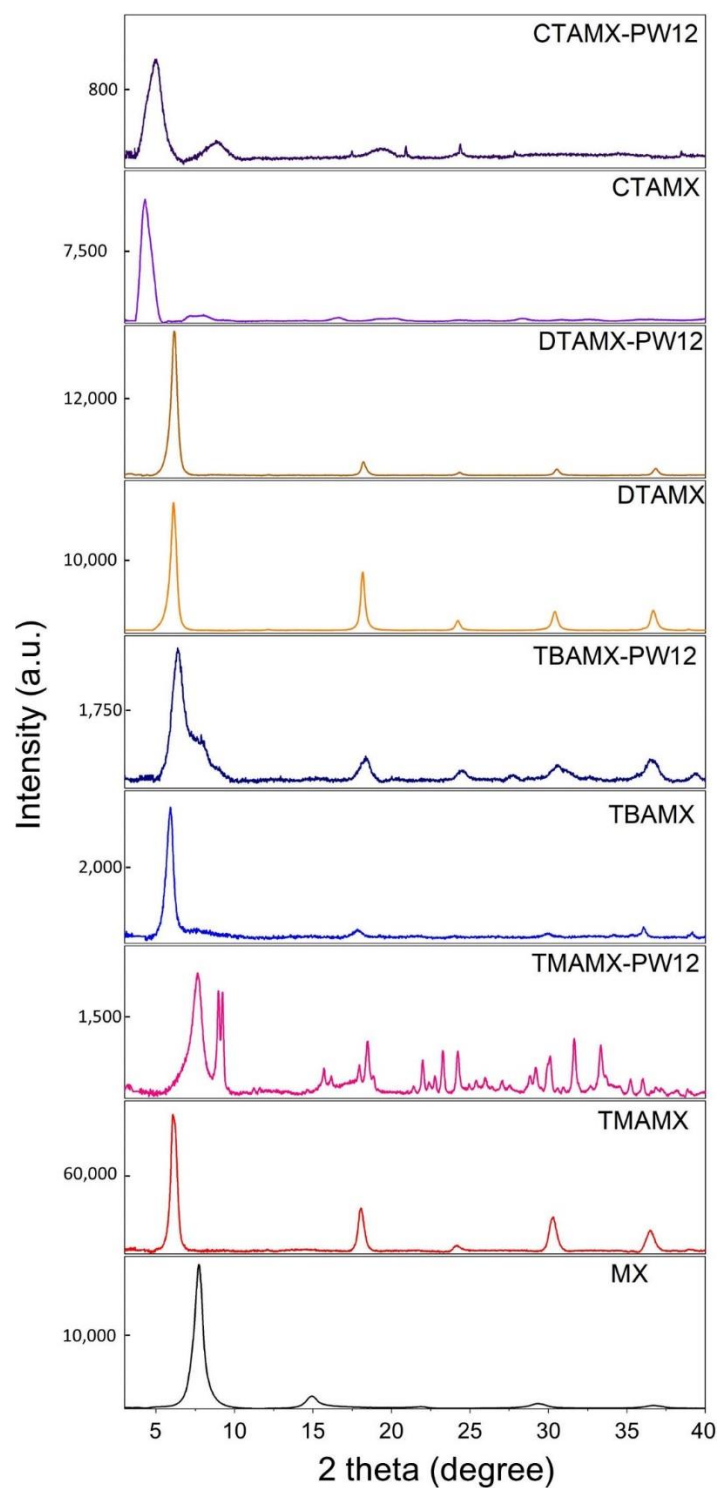 CTAMX-PW12
800
CTAMX
7,500
DTAMX-PW12
12,000
DTAMX
10,000
TBAMX-PW12
1,750
TBAMX
2,000
TMAMX-PW12
1,500
TMAMX
60,000
MX
10,000
Intensity (a.u.)
5 10 15 20 25 30 35 40
2 theta (degree)